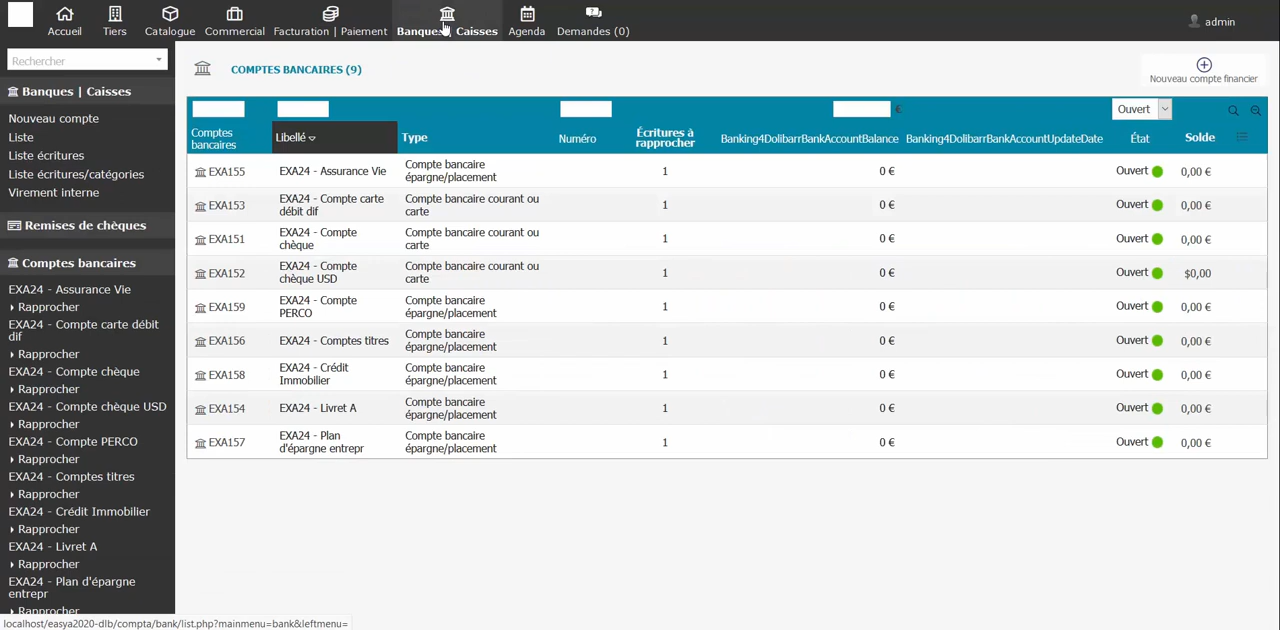 Accueil Tiers Catalogue Commercial Facturation | Paiement Banques | Caisses Agenda Demandes (0) admin
Rechercher
Banques | Caisses
Nouveau compte
Liste
Liste écritures
Liste écritures/catégories
Virement interne
Remises de chèques
Comptes bancaires
EXA24 - Assurance Vie
Rapprocher
EXA24 - Compte carte débit
dif
Rapprocher
EXA24 - Compte chèque
Rapprocher
EXA24 - Compte chèque USD
Rapprocher
EXA24 - Compte PERCO
Rapprocher
EXA24 - Comptes titres
Rapprocher
EXA24 - Crédit Immobilier
Rapprocher
EXA24 - Livret A
Rapprocher
EXA24 - Plan d'épargne
entrepr
Rapprocher
COMPTES BANCAIRES (9)
Nouveau compte financier
€ Ouvert
Comptes
bancaires
Libellé Type Numéro
Écritures à
rapprocher
Banking4DolibarrBankAccountBalance Banking4DolibarrBankAccountUpdateDate État Solde
EXA155 EXA24 - Assurance Vie
Compte bancaire
épargne/placement
1 0 € Ouvert 0,00 €
EXA153
EXA24 - Compte carte
débit dif
Compte bancaire courant ou
carte
1 0 € Ouvert 0,00 €
EXA151
EXA24 - Compte
chèque
Compte bancaire courant ou
carte
1 0 € Ouvert 0,00 €
EXA152
EXA24 - Compte
chèque USD
Compte bancaire courant ou
carte
1 0 € Ouvert $0,00
EXA159
EXA24 - Compte
PERCO
Compte bancaire
épargne/placement
1 0 € Ouvert 0,00 €
EXA156 EXA24 - Comptes titres
Compte bancaire
épargne/placement
1 0 € Ouvert 0,00 €
EXA158
EXA24 - Crédit
Immobilier
Compte bancaire
épargne/placement
1 0 € Ouvert 0,00 €
EXA154 EXA24 - Livret A
Compte bancaire
épargne/placement
1 0 € Ouvert 0,00 €
EXA157
EXA24 - Plan
d'épargne entrepr
Compte bancaire
épargne/placement
1 0 € Ouvert 0,00 €
localhost/easya2020-dlb/compta/bank/list.php?mainmenu=bank&leftmenu=